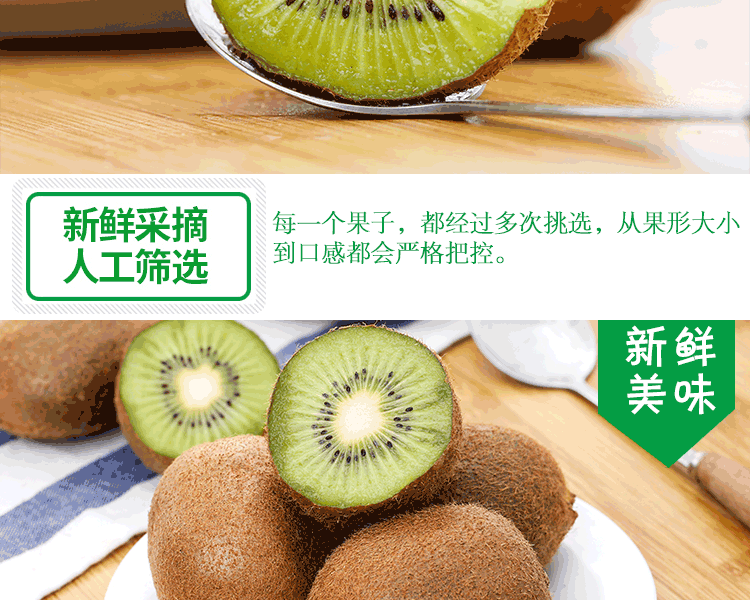 新鲜采摘
人工筛选
每一个果子，都经过多次挑选，从果形大小
到口感都会严格把控。
新鲜
美味